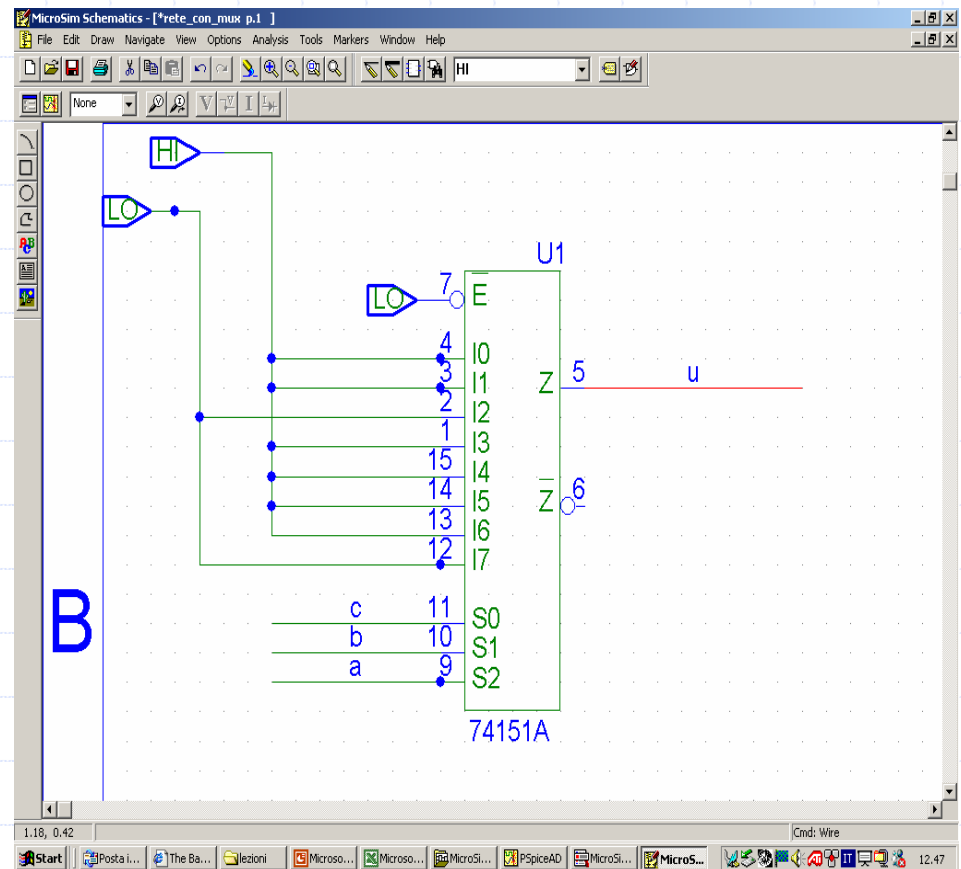 MicroSim Schematics - [*rete_con_mux p.1 ]
File Edit Draw Navigate View Options Analysis Tools Markers Window Help
HI
None
V I
HI
LO
U1
LO 7 E
4 I0
3 I1 Z 5 u
2 I2
1 I3
15 I4
14 I5 Z 6
13 I6
12 I7
B
c 11 S0
b 10 S1
a 9 S2
74151A
1.18, 0.42 Cmd: Wire
Start Posta i... The Ba... lezioni Microso... Microso... MicroSi... PSpiceAD MicroSi... MicroS... IT 12.47